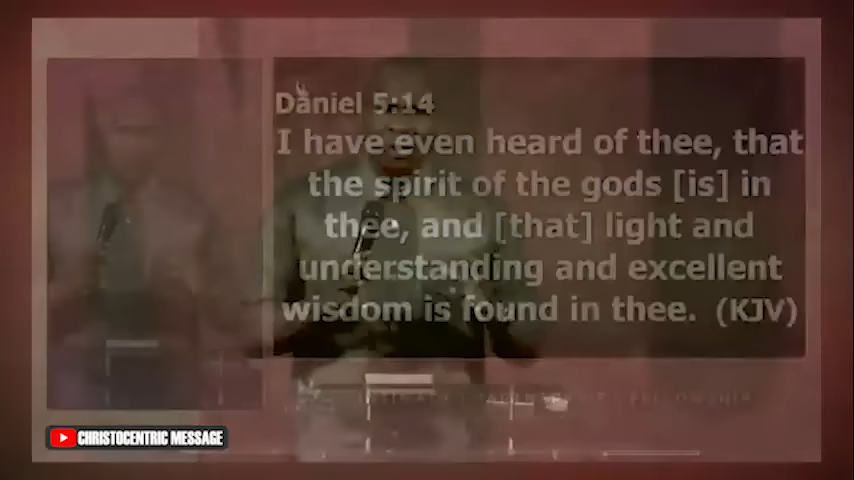 Daniel 5:14
I have even heard of thee, that
the spirit of the gods [is] in
thee, and [that] light and
understanding and excellent
wisdom is found in thee. (KJV)
FELLOWSHIP
CHRISTOCENTRIC MESSAGE